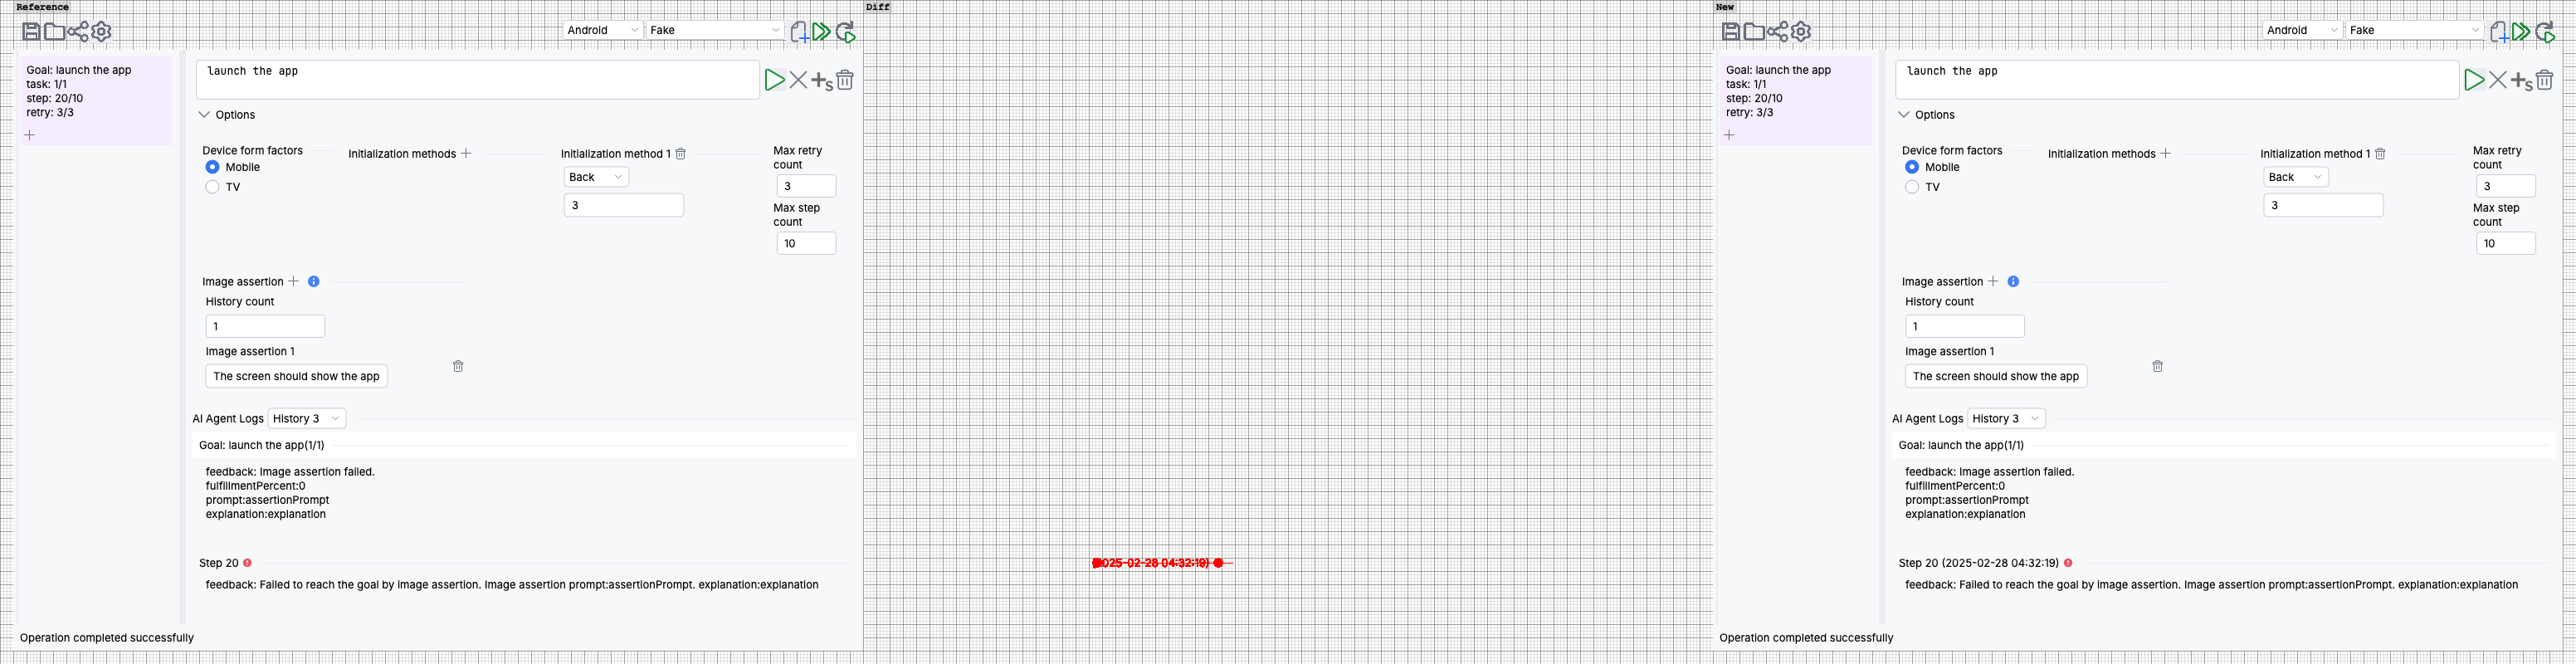 Reference
Android
Fake
Goal: launch the app
task: 1/1
step: 20/10
retry: 3/3
launch the app
S
Options
Device form factors
Mobile
TV
Initialization methods
Initialization method 1
Back
3
Max retry
count
3
Max step
count
10
Image assertion
History count
1
Image assertion 1
The screen should show the app
AI Agent Logs
History 3
Goal: launch the app(1/1)
feedback: Image assertion failed.
fulfillmentPercent:0
prompt:assertionPrompt
explanation:explanation
Step 20
feedback: Failed to reach the goal by image assertion. Image assertion prompt:assertionPrompt. explanation:explanation
Operation completed successfully
Diff
2025-02-28 04:32:19)
New
Android
Fake
Goal: launch the app
task: 1/1
step: 20/10
retry: 3/3
launch the app
S
Options
Device form factors
Mobile
TV
Initialization methods
Initialization method 1
Back
3
Max retry
count
3
Max step
count
10
Image assertion
History count
1
Image assertion 1
The screen should show the app
AI Agent Logs
History 3
Goal: launch the app(1/1)
feedback: Image assertion failed.
fulfillmentPercent:0
prompt:assertionPrompt
explanation:explanation
Step 20 (2025-02-28 04:32:19)
feedback: Failed to reach the goal by image assertion. Image assertion prompt:assertionPrompt. explanation:explanation
Operation completed successfully